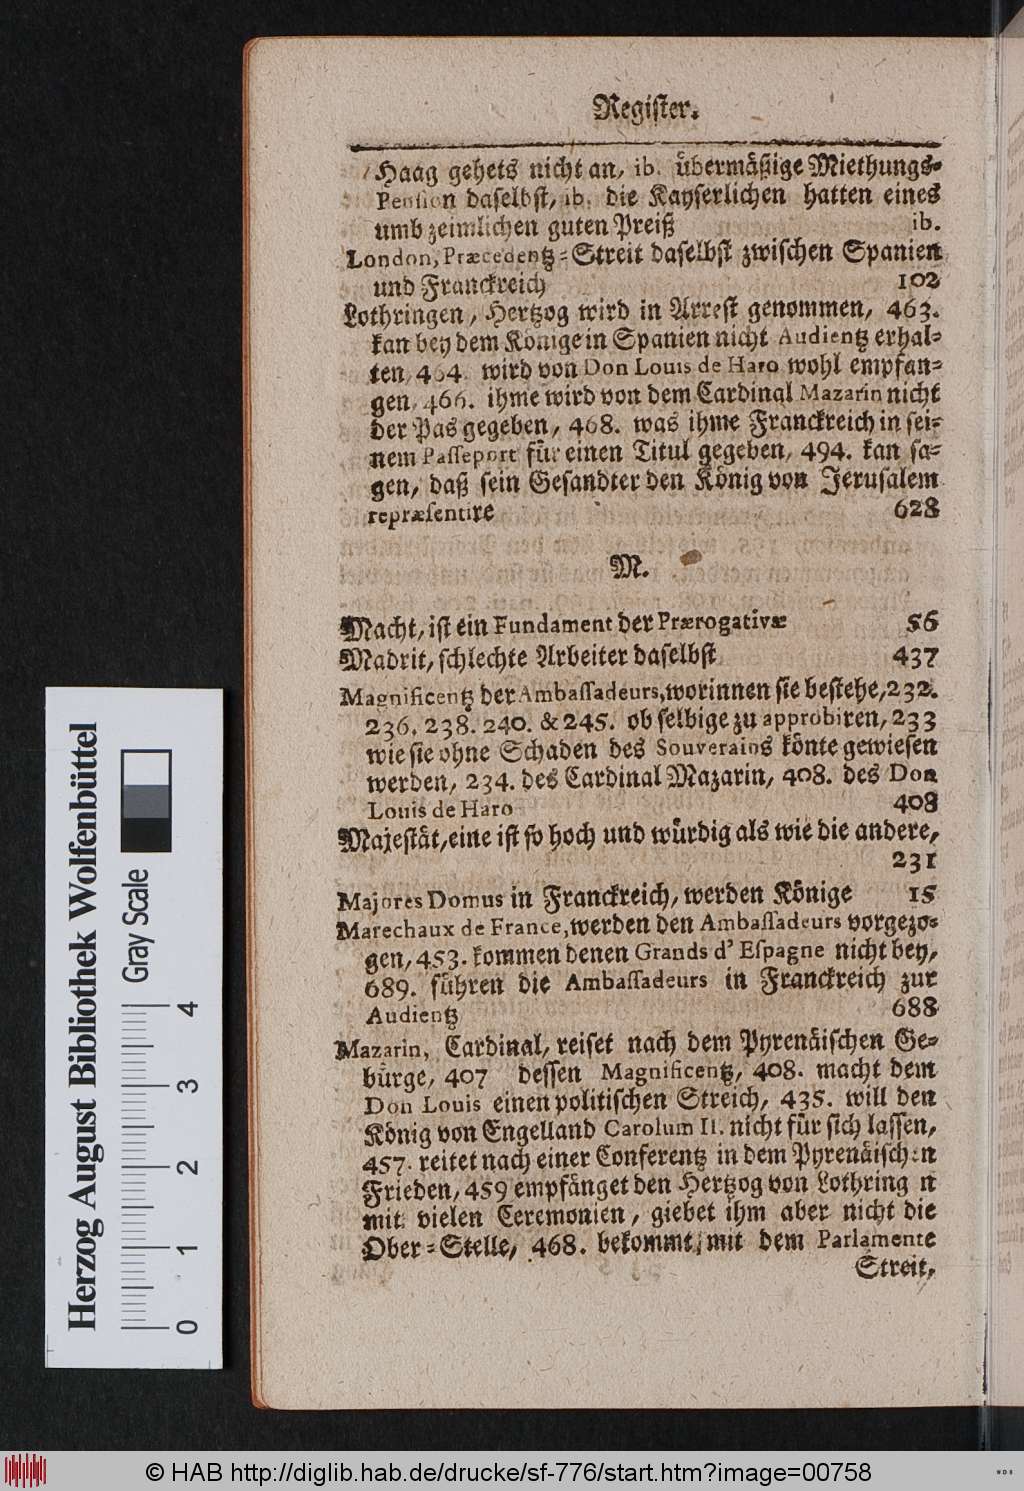 Register.
Haag gehets nicht an, ib. übermäßige Miethungs-
Pension daselbst, ib. die Kayserlichen hatten eines
umb zeimlichen guten Preiß ib.
London, Præcedentz-Streit daselbst zwischen Spanien
und Franckreich 102
Lothringen, Hertzog wird in Arrest genommen, 463.
kan bey dem Könige in Spanien nicht Audientz erhal-
ten, 464. wird von Don Louis de Haro wohl empfan-
gen, 466. ihme wird von dem Cardinal Mazarin nicht
der Pas gegeben, 468. was ihme Franckreich in sei-
nem Passeport für einen Titul gegeben, 494. kan sa-
gen, daß sein Gesandter den König von Jerusalem
repræsentire 628
M.
Macht, ist ein Fundament der Prærogativæ 56
Madrit, schlechte Arbeiter daselbst 437
Magnificentz der Ambassadeurs, worinnen sie bestehe, 232.
236. 238. 240. & 245. ob selbige zu approbiren, 233
wie sie ohne Schaden des Souverains könte gewiesen
werden, 234. des Cardinal Mazarin, 408. des Don
Louis de Haro 408
Majestät, eine ist so hoch und würdig als wie die andere,
231
Majores Domus in Franckreich, werden Könige 15
Marechaux de France, werden den Ambassadeurs vorgezo-
gen, 453. kommen denen Grands d' Espagne nicht bey,
689. führen die Ambassadeurs in Franckreich zur
Audientz 688
Mazarin, Cardinal, reiset nach dem Pyrenäischen Ge-
bürge, 407 dessen Magnificentz, 408. macht dem
Don Louis einen politischen Streich, 435. will den
König von Engelland Carolum II. nicht für sich lassen,
457. reitet nach einer Conferentz in dem Pyrenäischen
Frieden, 459 empfänget den Hertzog von Lothring n
mit vielen Ceremonien, giebet ihm aber nicht die
Ober-Stelle, 468. bekommt mit dem Parlamente
Streit,
Herzog August Bibliothek Wolfenbüttel
Gray Scale
0 1 2 3 4
© HAB http://diglib.hab.de/drucke/sf-776/start.htm?image=00758